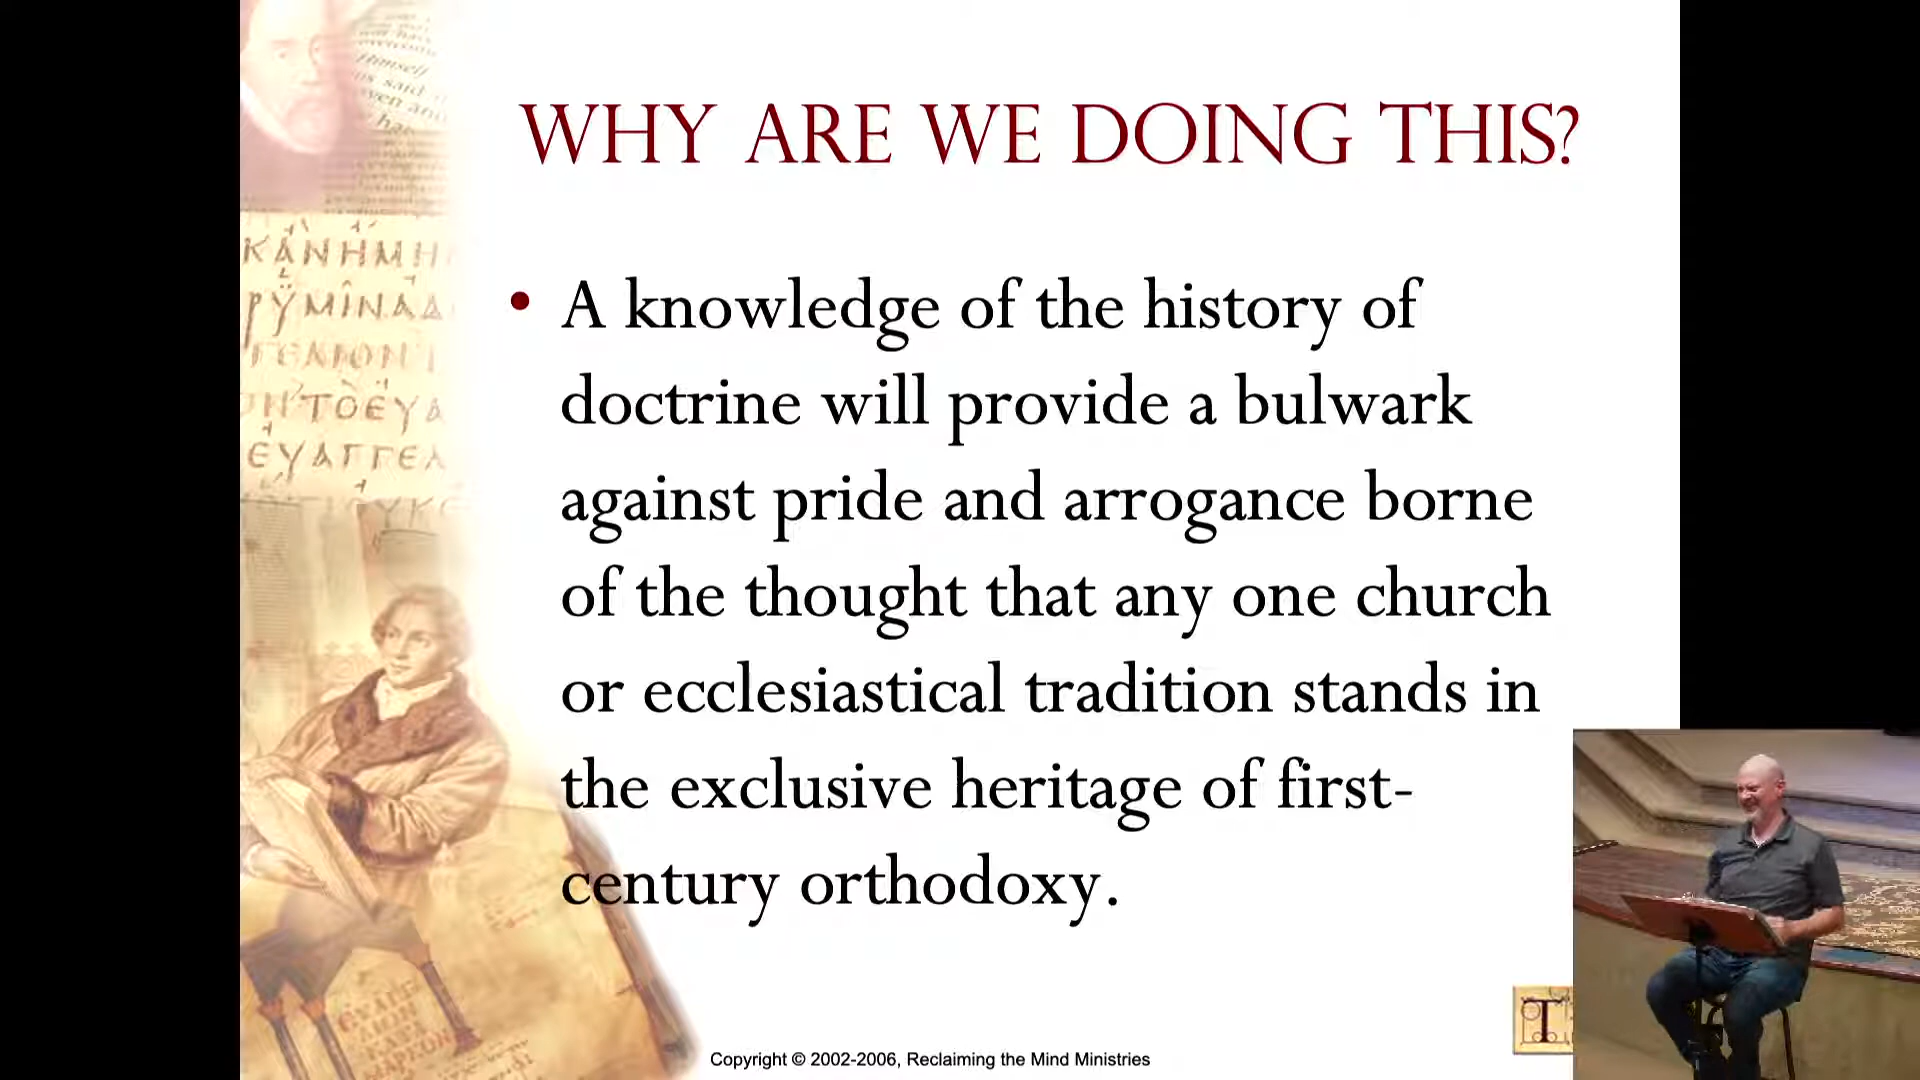 Himself
WHY ARE WE DOING THIS?
• A knowledge of the history of
doctrine will provide a bulwark
against pride and arrogance borne
of the thought that any one church
or ecclesiastical tradition stands in
the exclusive heritage of first-
century orthodoxy.
T
Copyright © 2002-2006, Reclaiming the Mind Ministries